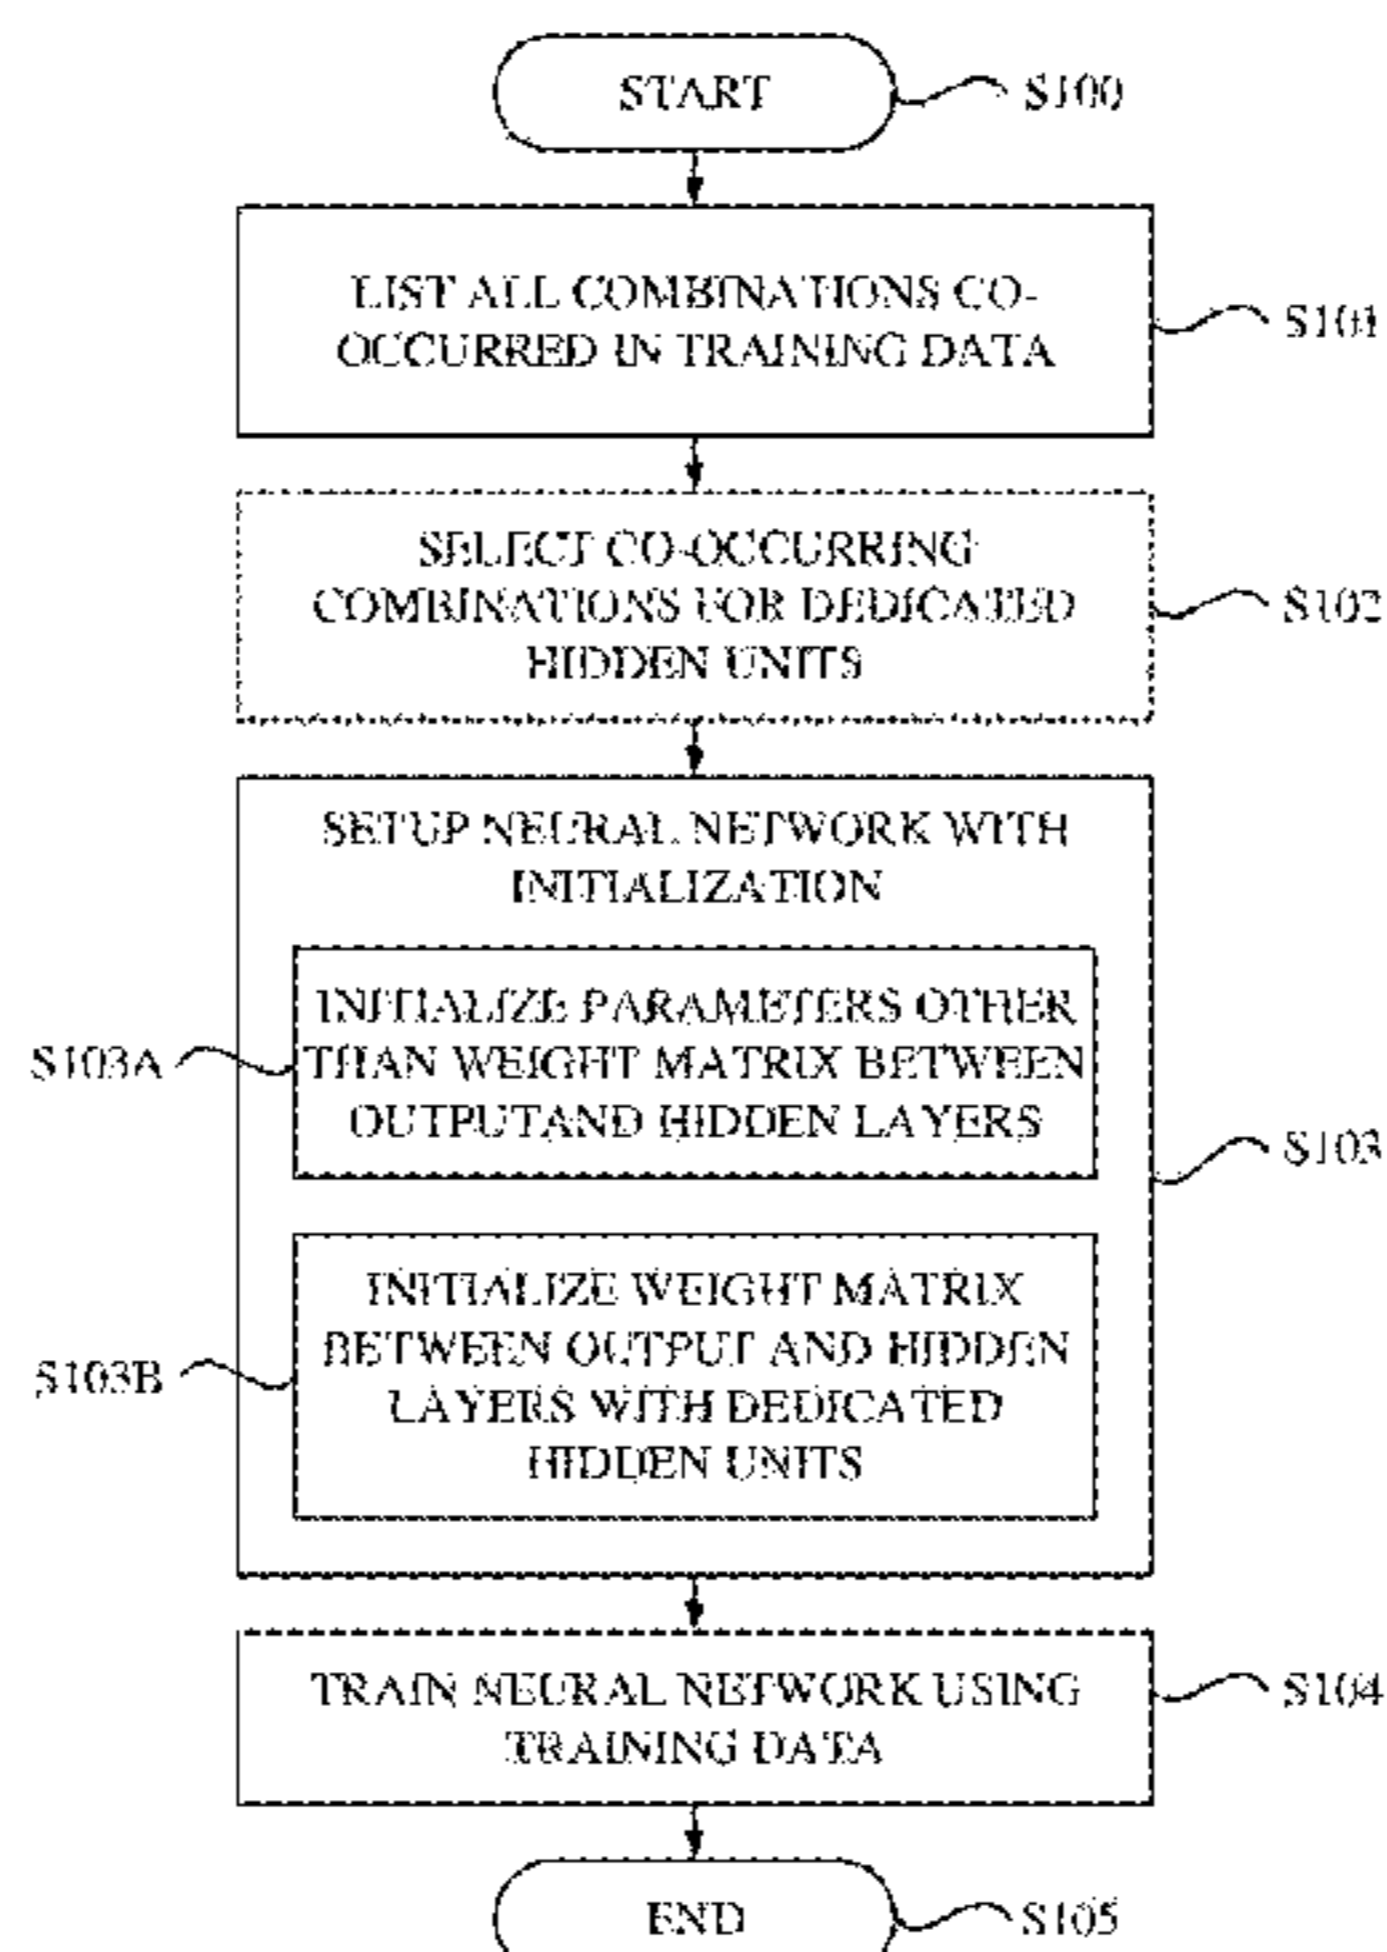 START
S100
LIST ALL COMBINATIONS CO-
OCCURRED IN TRAINING DATA
S101
SELECT CO-OCCURRING
COMBINATIONS FOR DEDICATED
HIDDEN UNITS
S102
SETUP NEURAL NETWORK WITH
INITIALIZATION
INITIALIZE PARAMETERS OTHER
THAN WEIGHT MATRIX BETWEEN
OUTPUTAND HIDDEN LAYERS
S103A
S103
INITIALIZE WEIGHT MATRIX
BETWEEN OUTPUT AND HIDDEN
LAYERS WITH DEDICATED
HIDDEN UNITS
S103B
TRAIN NEURAL NETWORK USING
TRAINING DATA
S104
END
S105